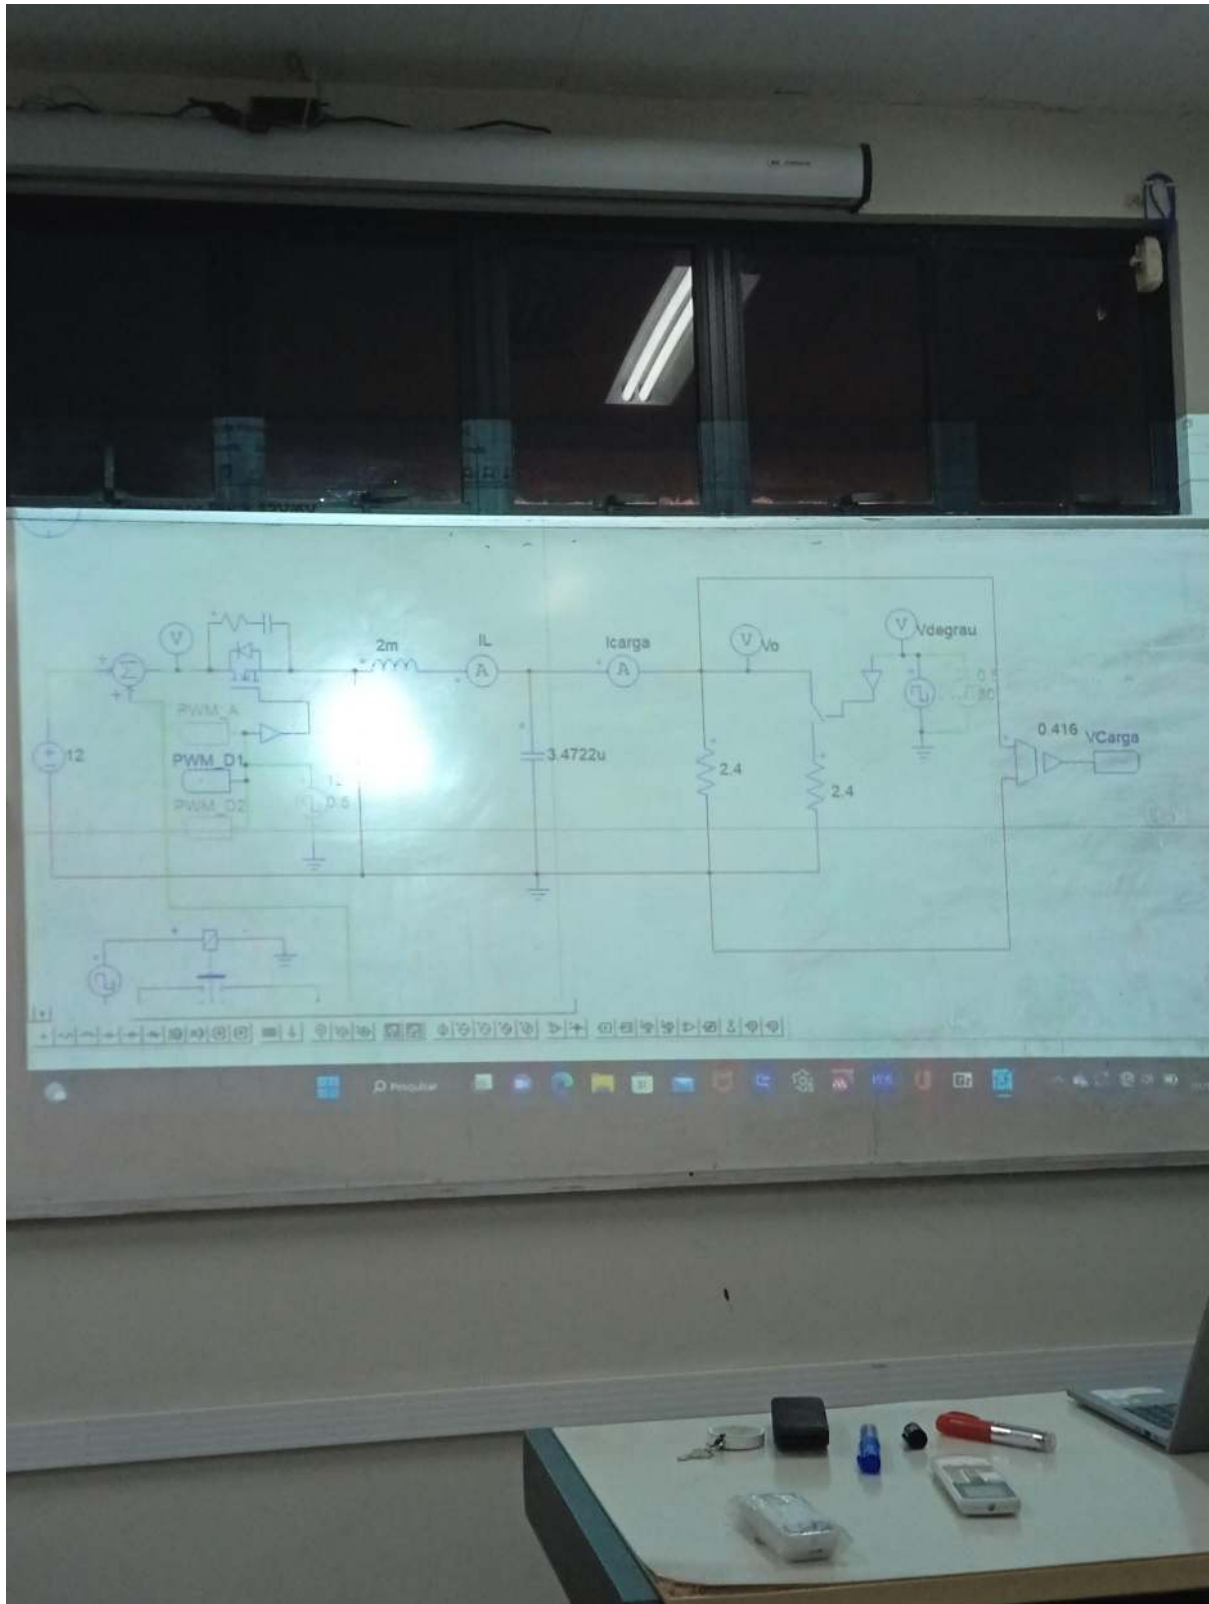 2m
IL
Icarga
V
A
A
V
Vo
V
Vdegrau
PWM_A
12
PWM_D1
PWM_D2
0.5
3.4722u
2.4
2.4
0.416
VCarga
Pesquisar